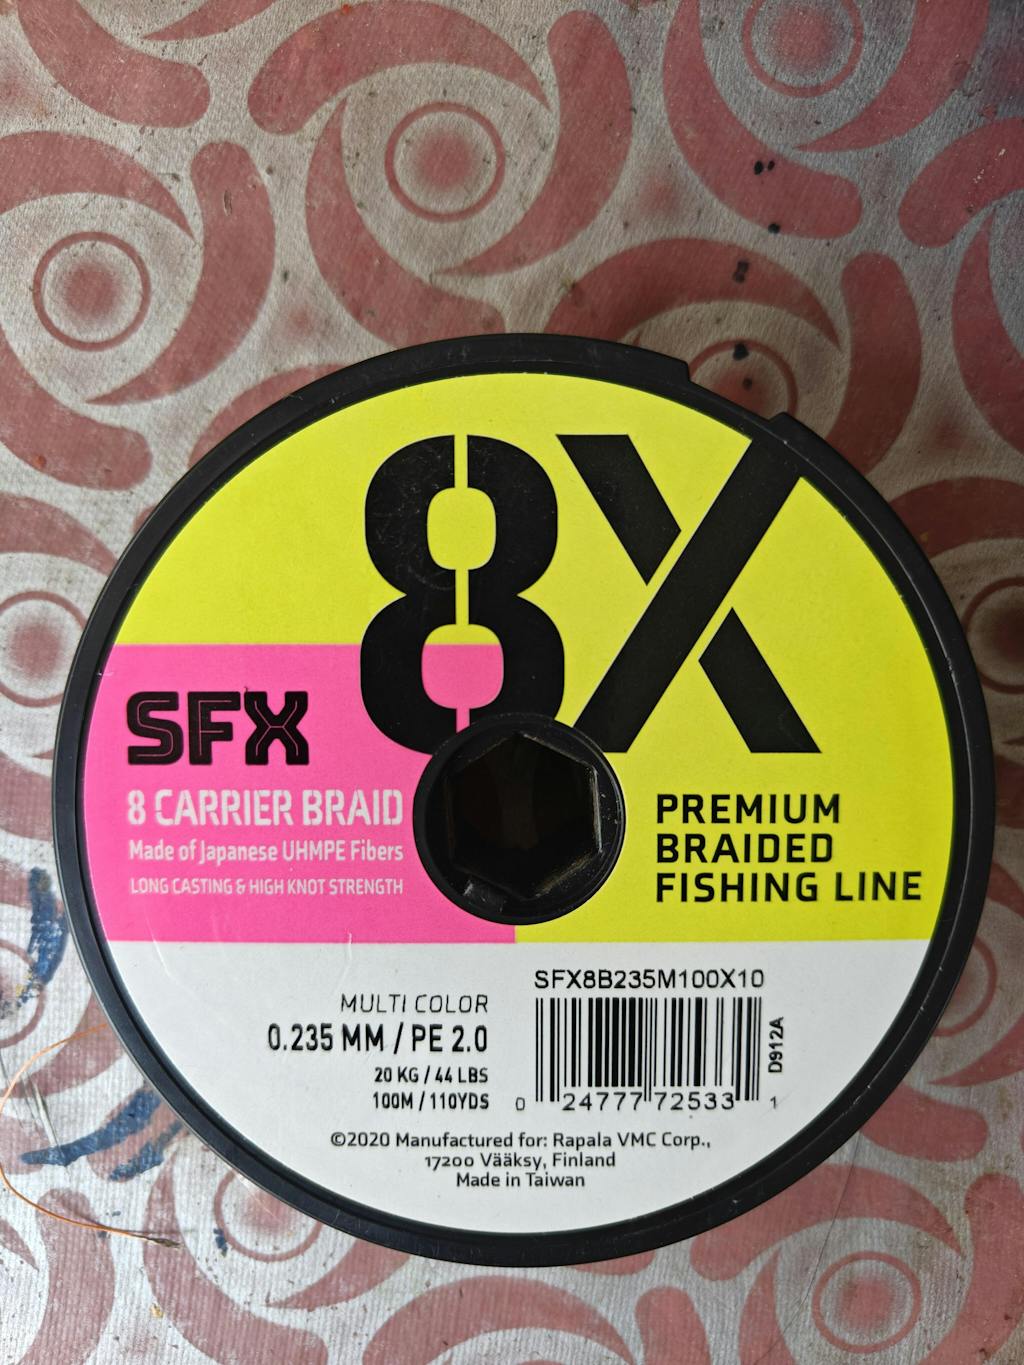 8X
SFX
8 CARRIER BRAID
Made of Japanese UHMPE Fibers
LONG CASTING & HIGH KNOT STRENGTH
PREMIUM
BRAIDED
FISHING LINE
MULTI COLOR
0.235 MM / PE 2.0
20 KG / 44 LBS
100M / 110YDS
SFX8B235M100X10
D912A
0 24777 72533 1
©2020 Manufactured for: Rapala VMC Corp.,
17200 Vääksy, Finland
Made in Taiwan